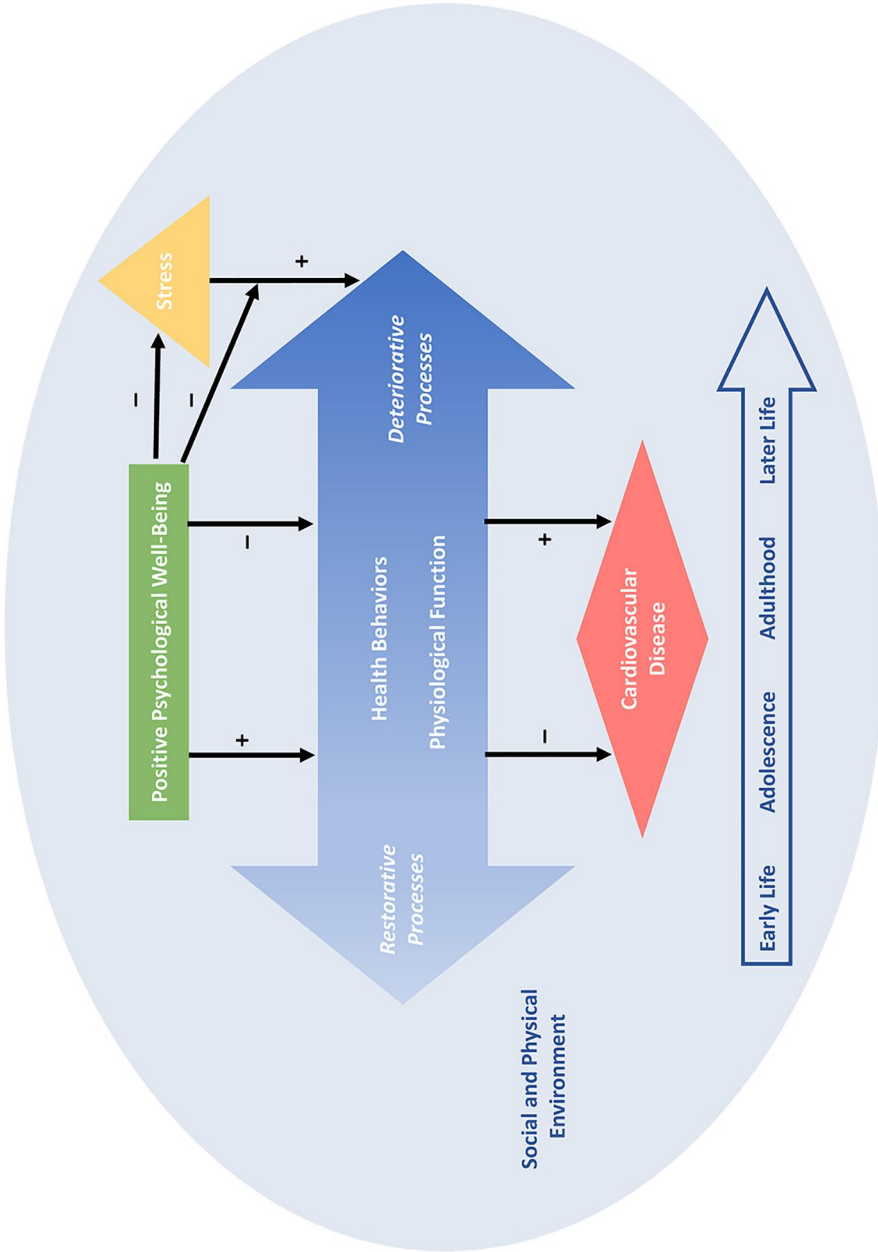 Positive Psychological Well-Being
Stress
–
–
+
–
+
Restorative
Processes
Health Behaviors
Physiological Function
Deteriorative
Processes
–
+
Cardiovascular
Disease
Social and Physical
Environment
Early Life Adolescence Adulthood Later Life